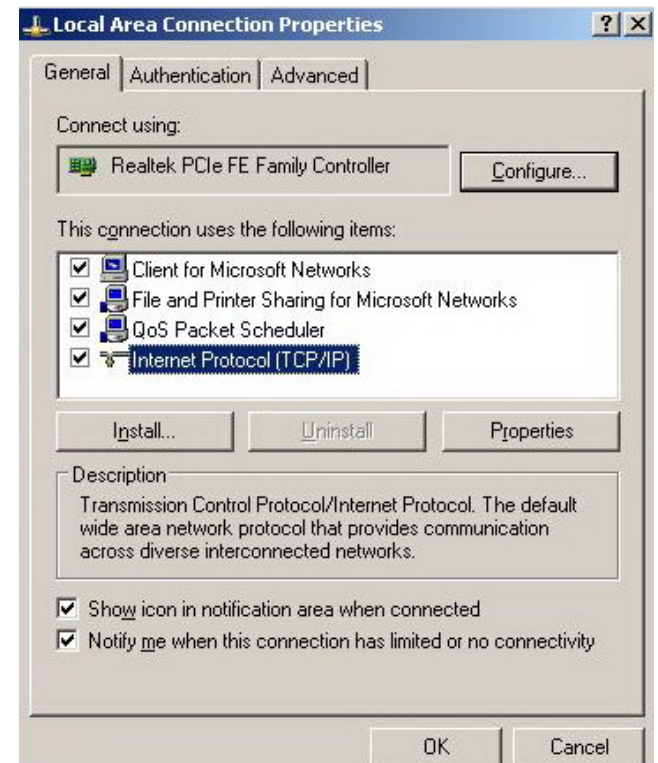 Local Area Connection Properties
General Authentication Advanced
Connect using:
Realtek PCIe FE Family Controller Configure...
This connection uses the following items:
Client for Microsoft Networks
File and Printer Sharing for Microsoft Networks
QoS Packet Scheduler
Internet Protocol (TCP/IP)
Install... Uninstall Properties
Description
Transmission Control Protocol/Internet Protocol. The default
wide area network protocol that provides communication
across diverse interconnected networks.
Show icon in notification area when connected
Notify me when this connection has limited or no connectivity
OK Cancel